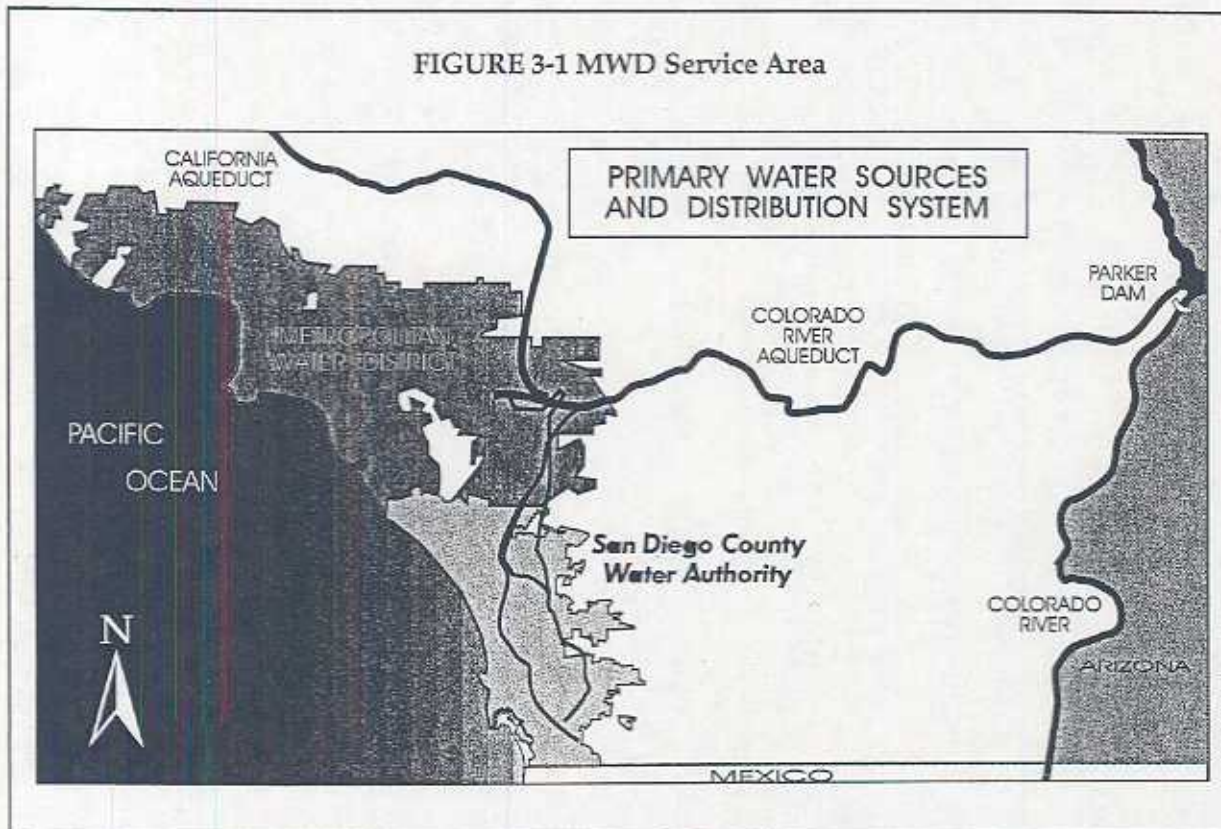 FIGURE 3-1 MWD Service Area
CALIFORNIA
AQUEDUCT
PRIMARY WATER SOURCES
AND DISTRIBUTION SYSTEM
PARKER
DAM
COLORADO
RIVER
AQUEDUCT
METROPOLITAN
WATER DISTRICT
PACIFIC
OCEAN
San Diego County
Water Authority
COLORADO
RIVER
N
ARIZONA
MEXICO